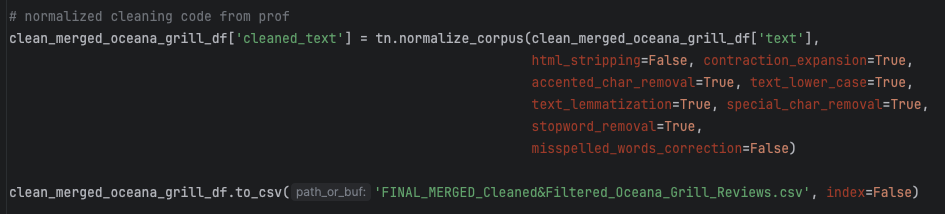 # normalized cleaning code from prof
clean_merged_oceana_grill_df['cleaned_text'] = tn.normalize_corpus(clean_merged_oceana_grill_df['text'],
html_stripping=False, contraction_expansion=True,
accented_char_removal=True, text_lower_case=True,
text_lemmatization=True, special_char_removal=True,
stopword_removal=True,
misspelled_words_correction=False)
clean_merged_oceana_grill_df.to_csv( path_or_buf: 'FINAL_MERGED_Cleaned&Filtered_Oceana_Grill_Reviews.csv', index=False)